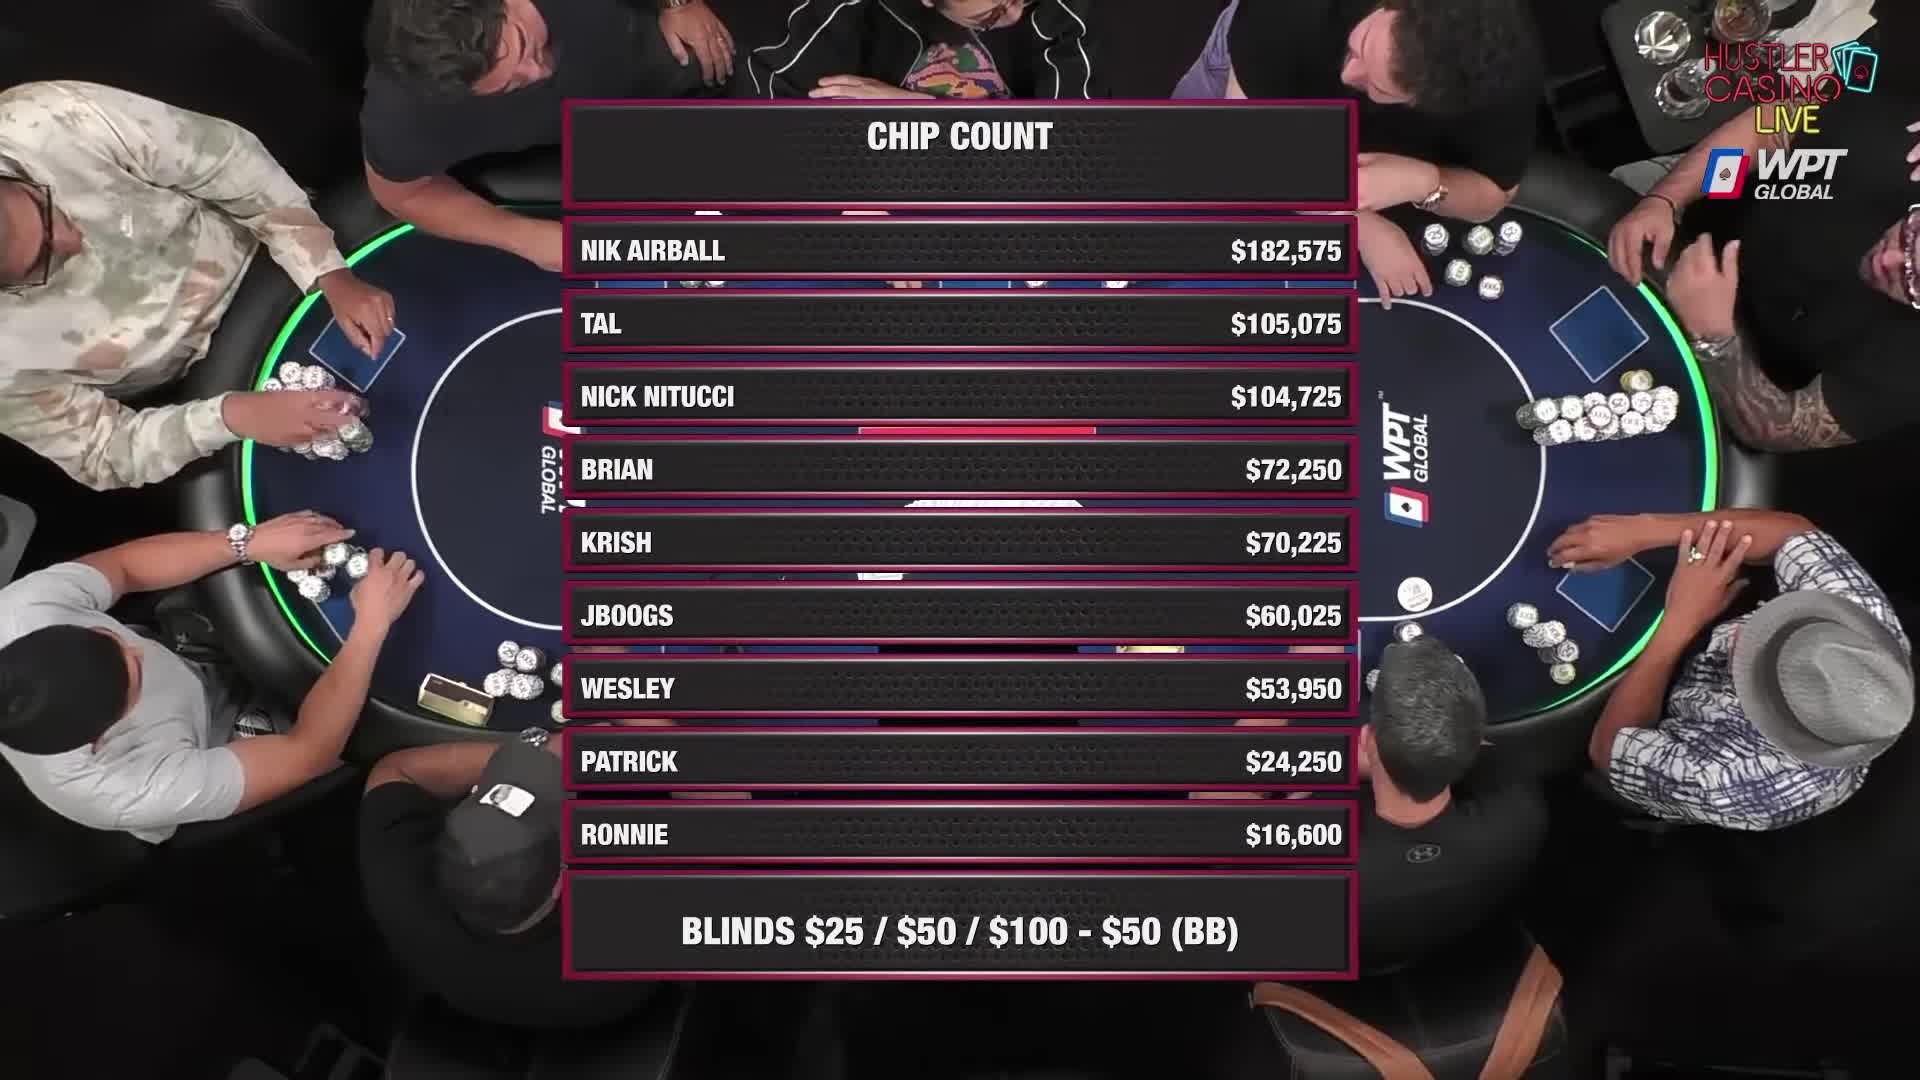 HUSTLER
CASINO
LIVE
WPT
GLOBAL
CHIP COUNT
NIK AIRBALL $182,575
TAL $105,075
NICK NITUCCI $104,725
BRIAN $72,250
KRISH $70,225
JBOOGS $60,025
WESLEY $53,950
PATRICK $24,250
RONNIE $16,600
BLINDS $25 / $50 / $100 - $50 (BB)
GLOBAL
WPT
GLOBAL